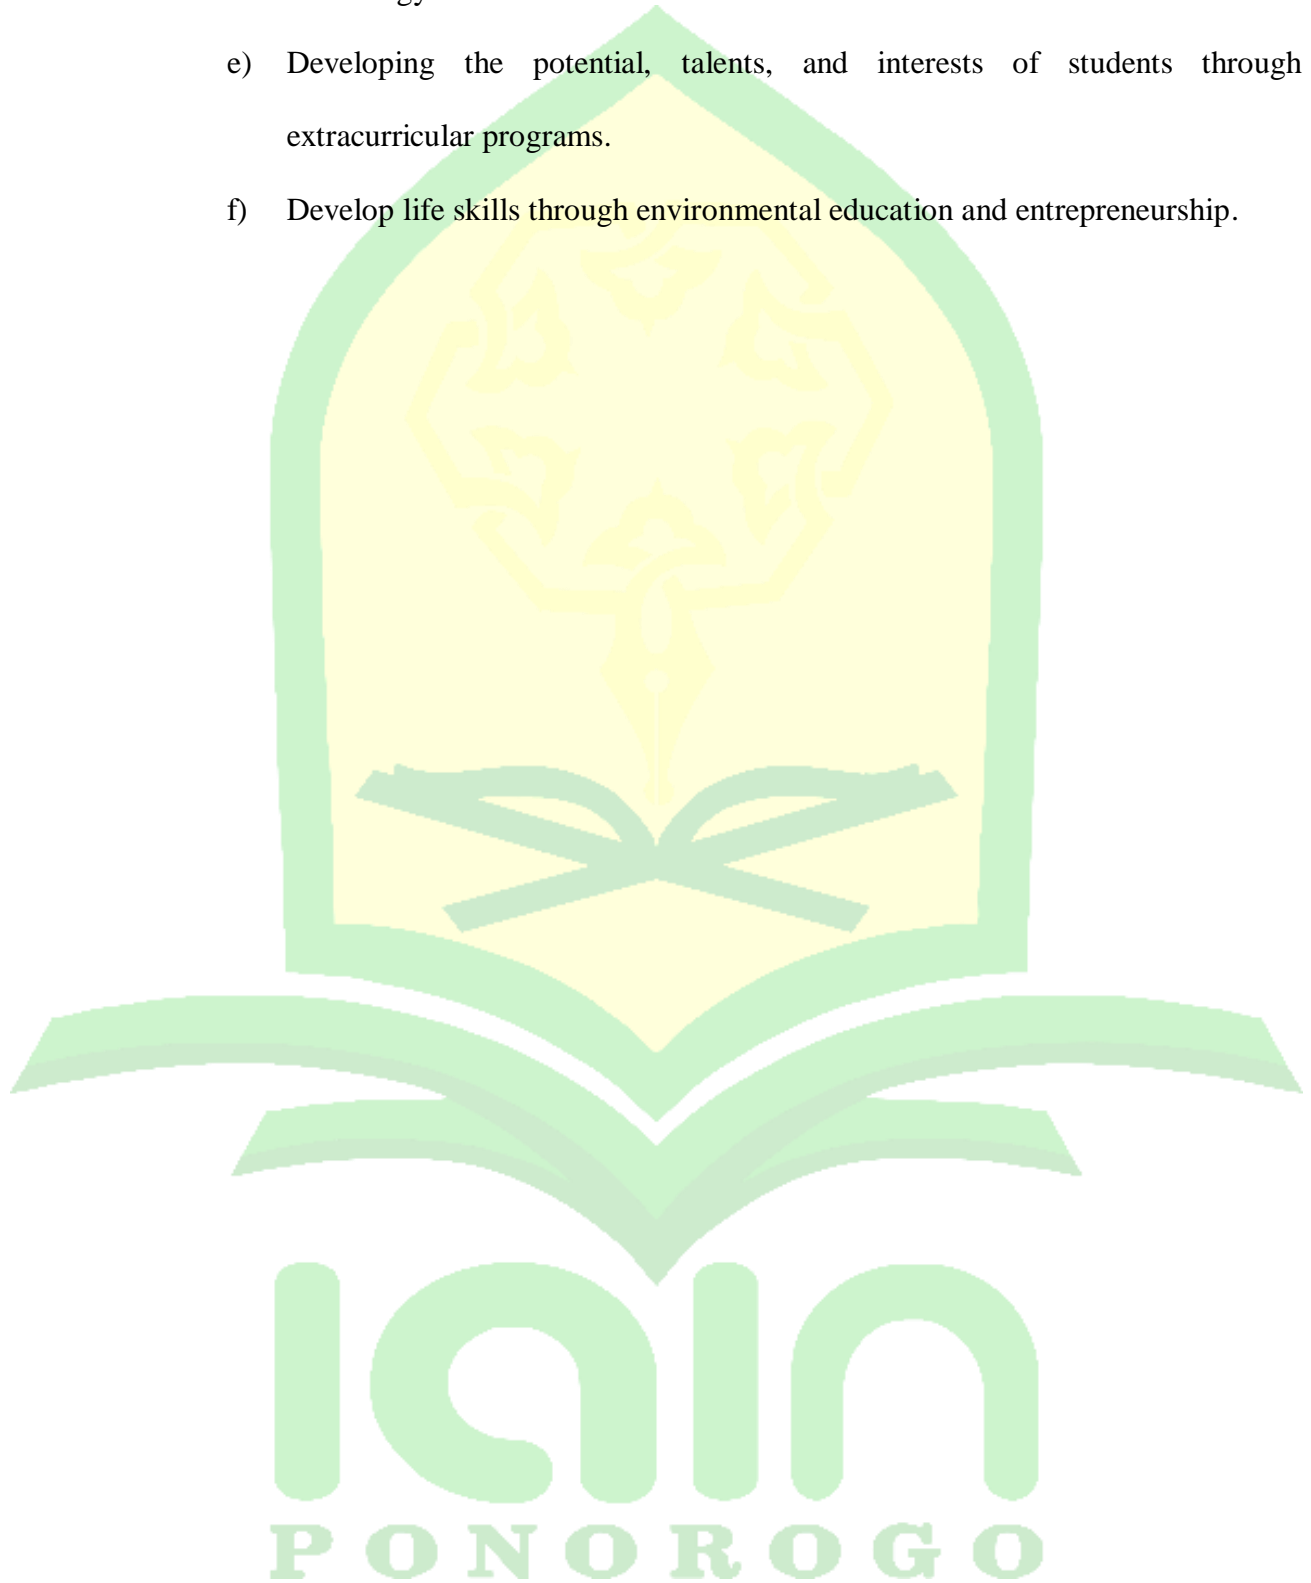 e) Developing the potential, talents, and interests of students through
extracurricular programs.
f) Develop life skills through environmental education and entrepreneurship.
iain
PONOROGO